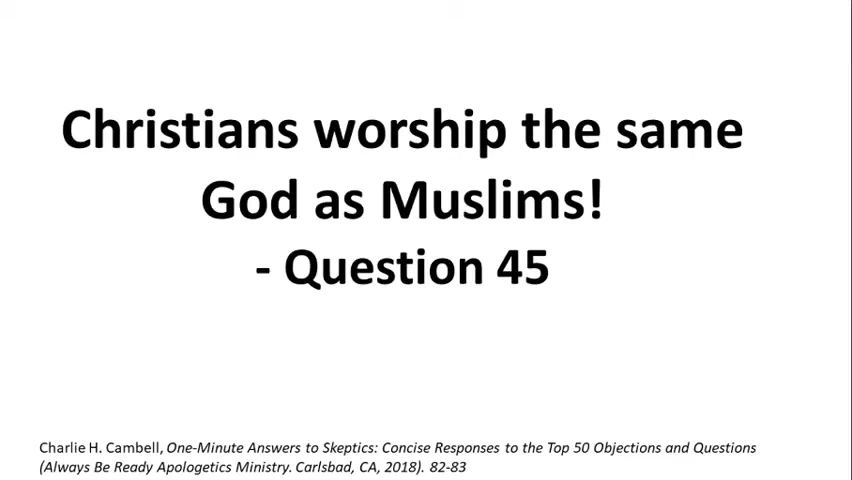 Christians worship the same
God as Muslims!
- Question 45
Charlie H. Cambell, One-Minute Answers to Skeptics: Concise Responses to the Top 50 Objections and Questions
(Always Be Ready Apologetics Ministry. Carlsbad, CA, 2018). 82-83